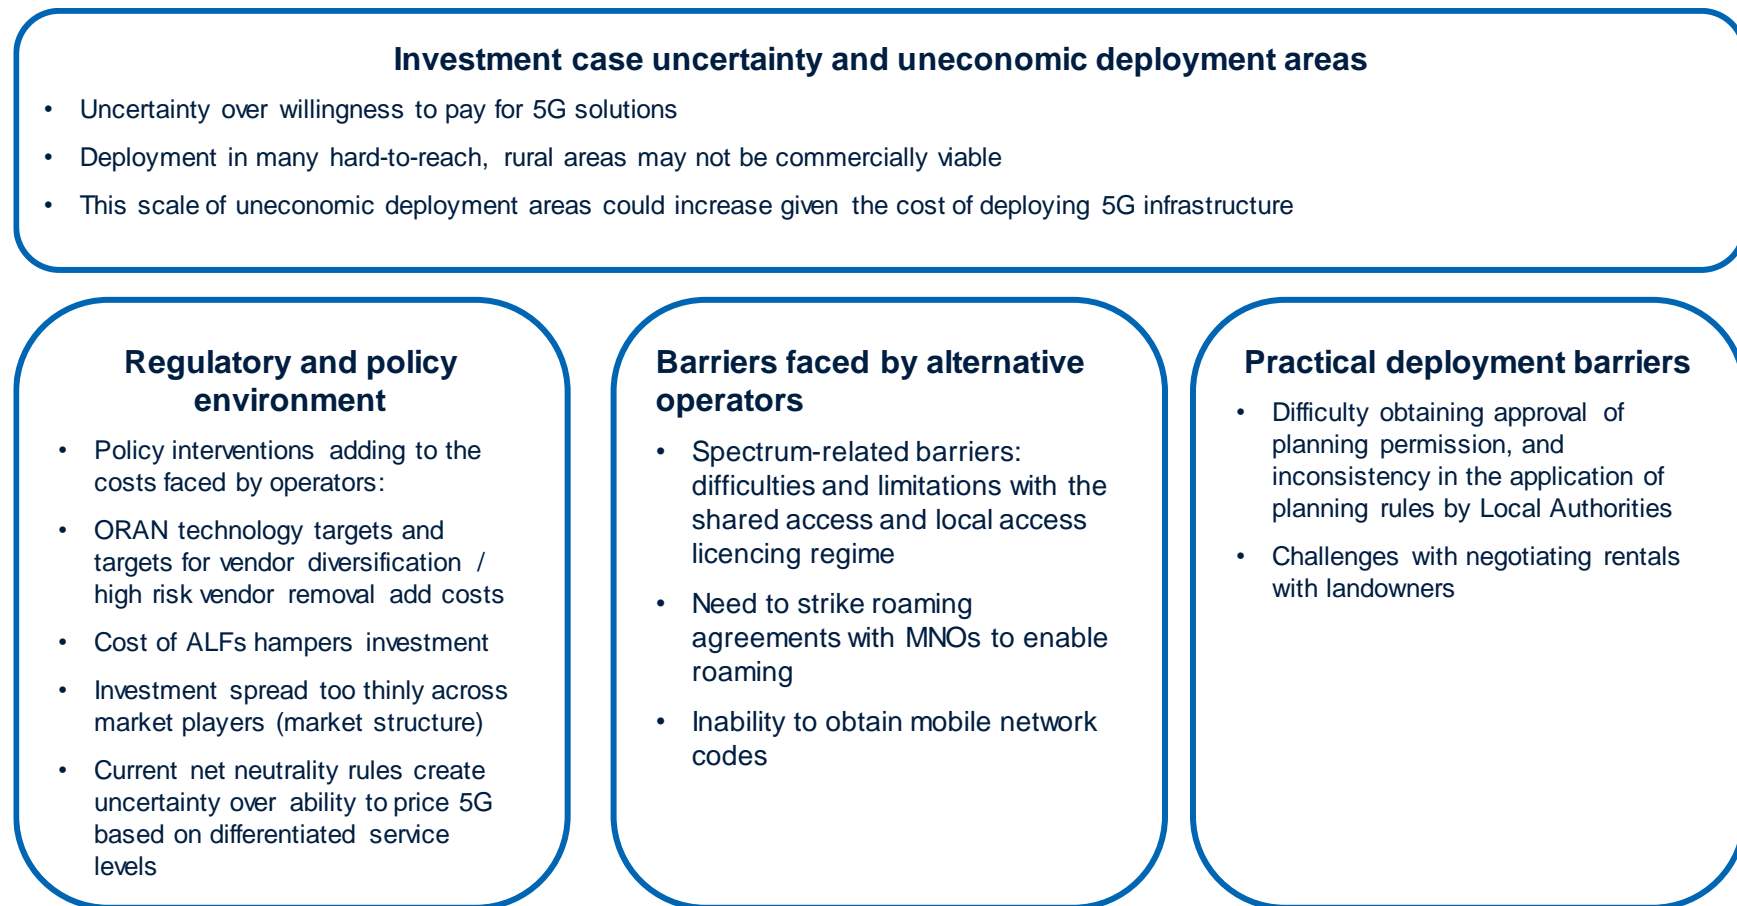 Investment case uncertainty and uneconomic deployment areas
• Uncertainty over willingness to pay for 5G solutions
• Deployment in many hard-to-reach, rural areas may not be commercially viable
• This scale of uneconomic deployment areas could increase given the cost of deploying 5G infrastructure
Regulatory and policy
environment
• Policy interventions adding to the
costs faced by operators:
• ORAN technology targets and
targets for vendor diversification /
high risk vendor removal add costs
• Cost of ALFs hampers investment
• Investment spread too thinly across
market players (market structure)
• Current net neutrality rules create
uncertainty over ability to price 5G
based on differentiated service
levels
Barriers faced by alternative
operators
• Spectrum-related barriers:
difficulties and limitations with the
shared access and local access
licencing regime
• Need to strike roaming
agreements with MNOs to enable
roaming
• Inability to obtain mobile network
codes
Practical deployment barriers
• Difficulty obtaining approval of
planning permission, and
inconsistency in the application of
planning rules by Local Authorities
• Challenges with negotiating rentals
with landowners